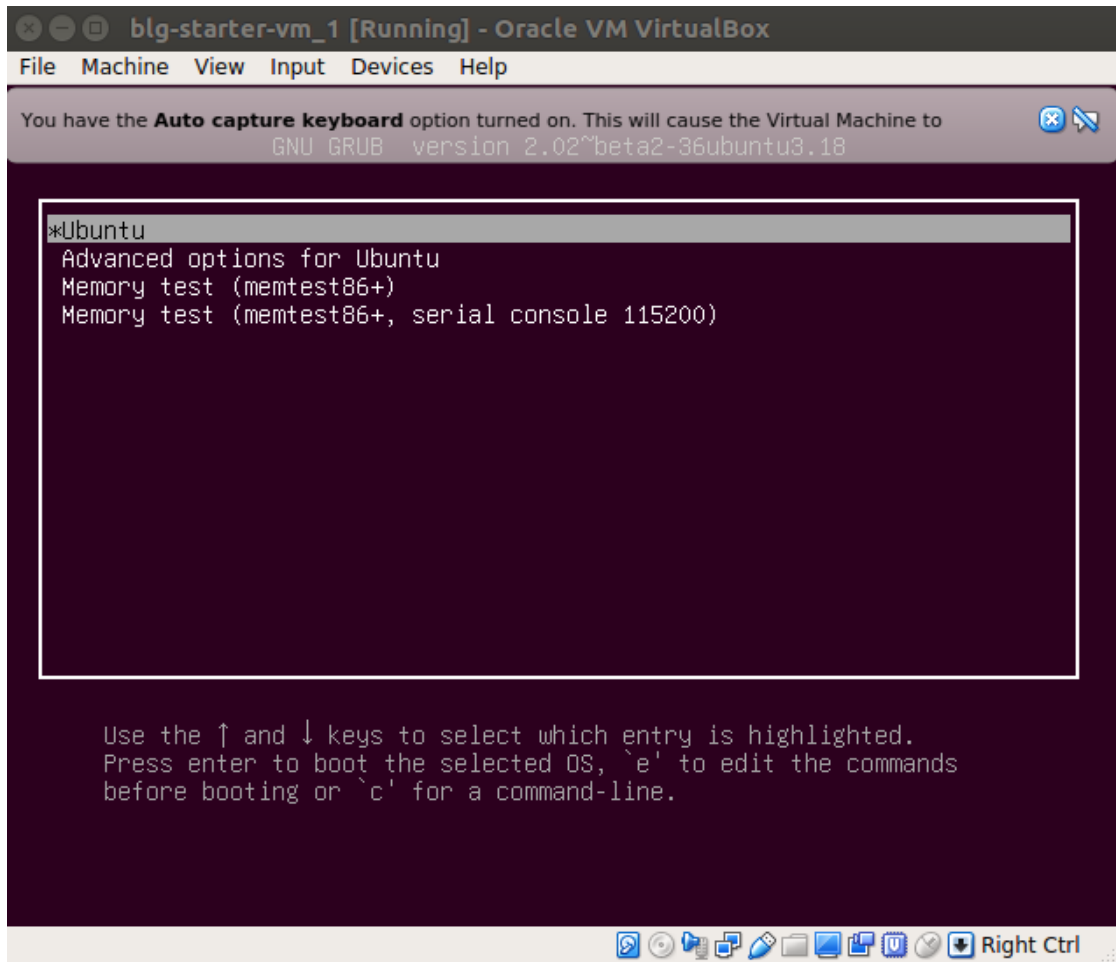 blg-starter-vm_1 [Running] - Oracle VM VirtualBox
File Machine View Input Devices Help
You have the Auto capture keyboard option turned on. This will cause the Virtual Machine to
GNU GRUB version 2.02~beta2-36ubuntu3.18
*Ubuntu
Advanced options for Ubuntu
Memory test (memtest86+)
Memory test (memtest86+, serial console 115200)
Use the ↑ and ↓ keys to select which entry is highlighted.
Press enter to boot the selected OS, `e' to edit the commands
before booting or `c' for a command-line.
Right Ctrl